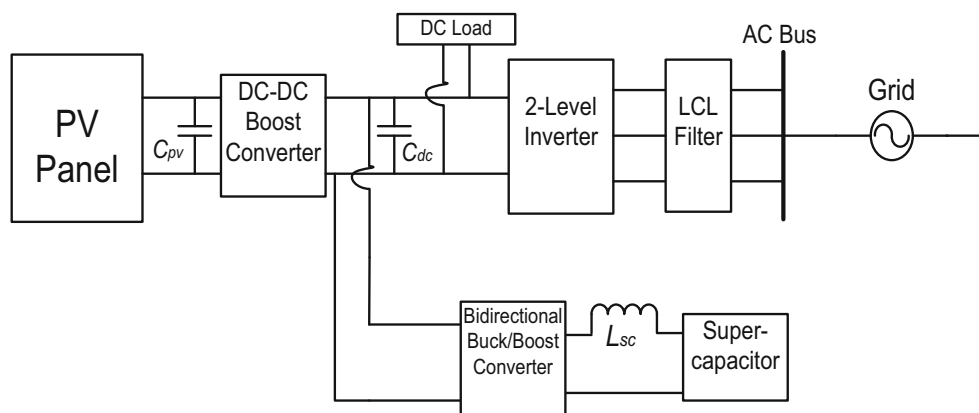 DC Load
AC Bus
PV
Panel
Cpv
DC-DC
Boost
Converter
Cdc
2-Level
Inverter
LCL
Filter
Grid
Bidirectional
Buck/Boost
Converter
Lsc
Super-
capacitor